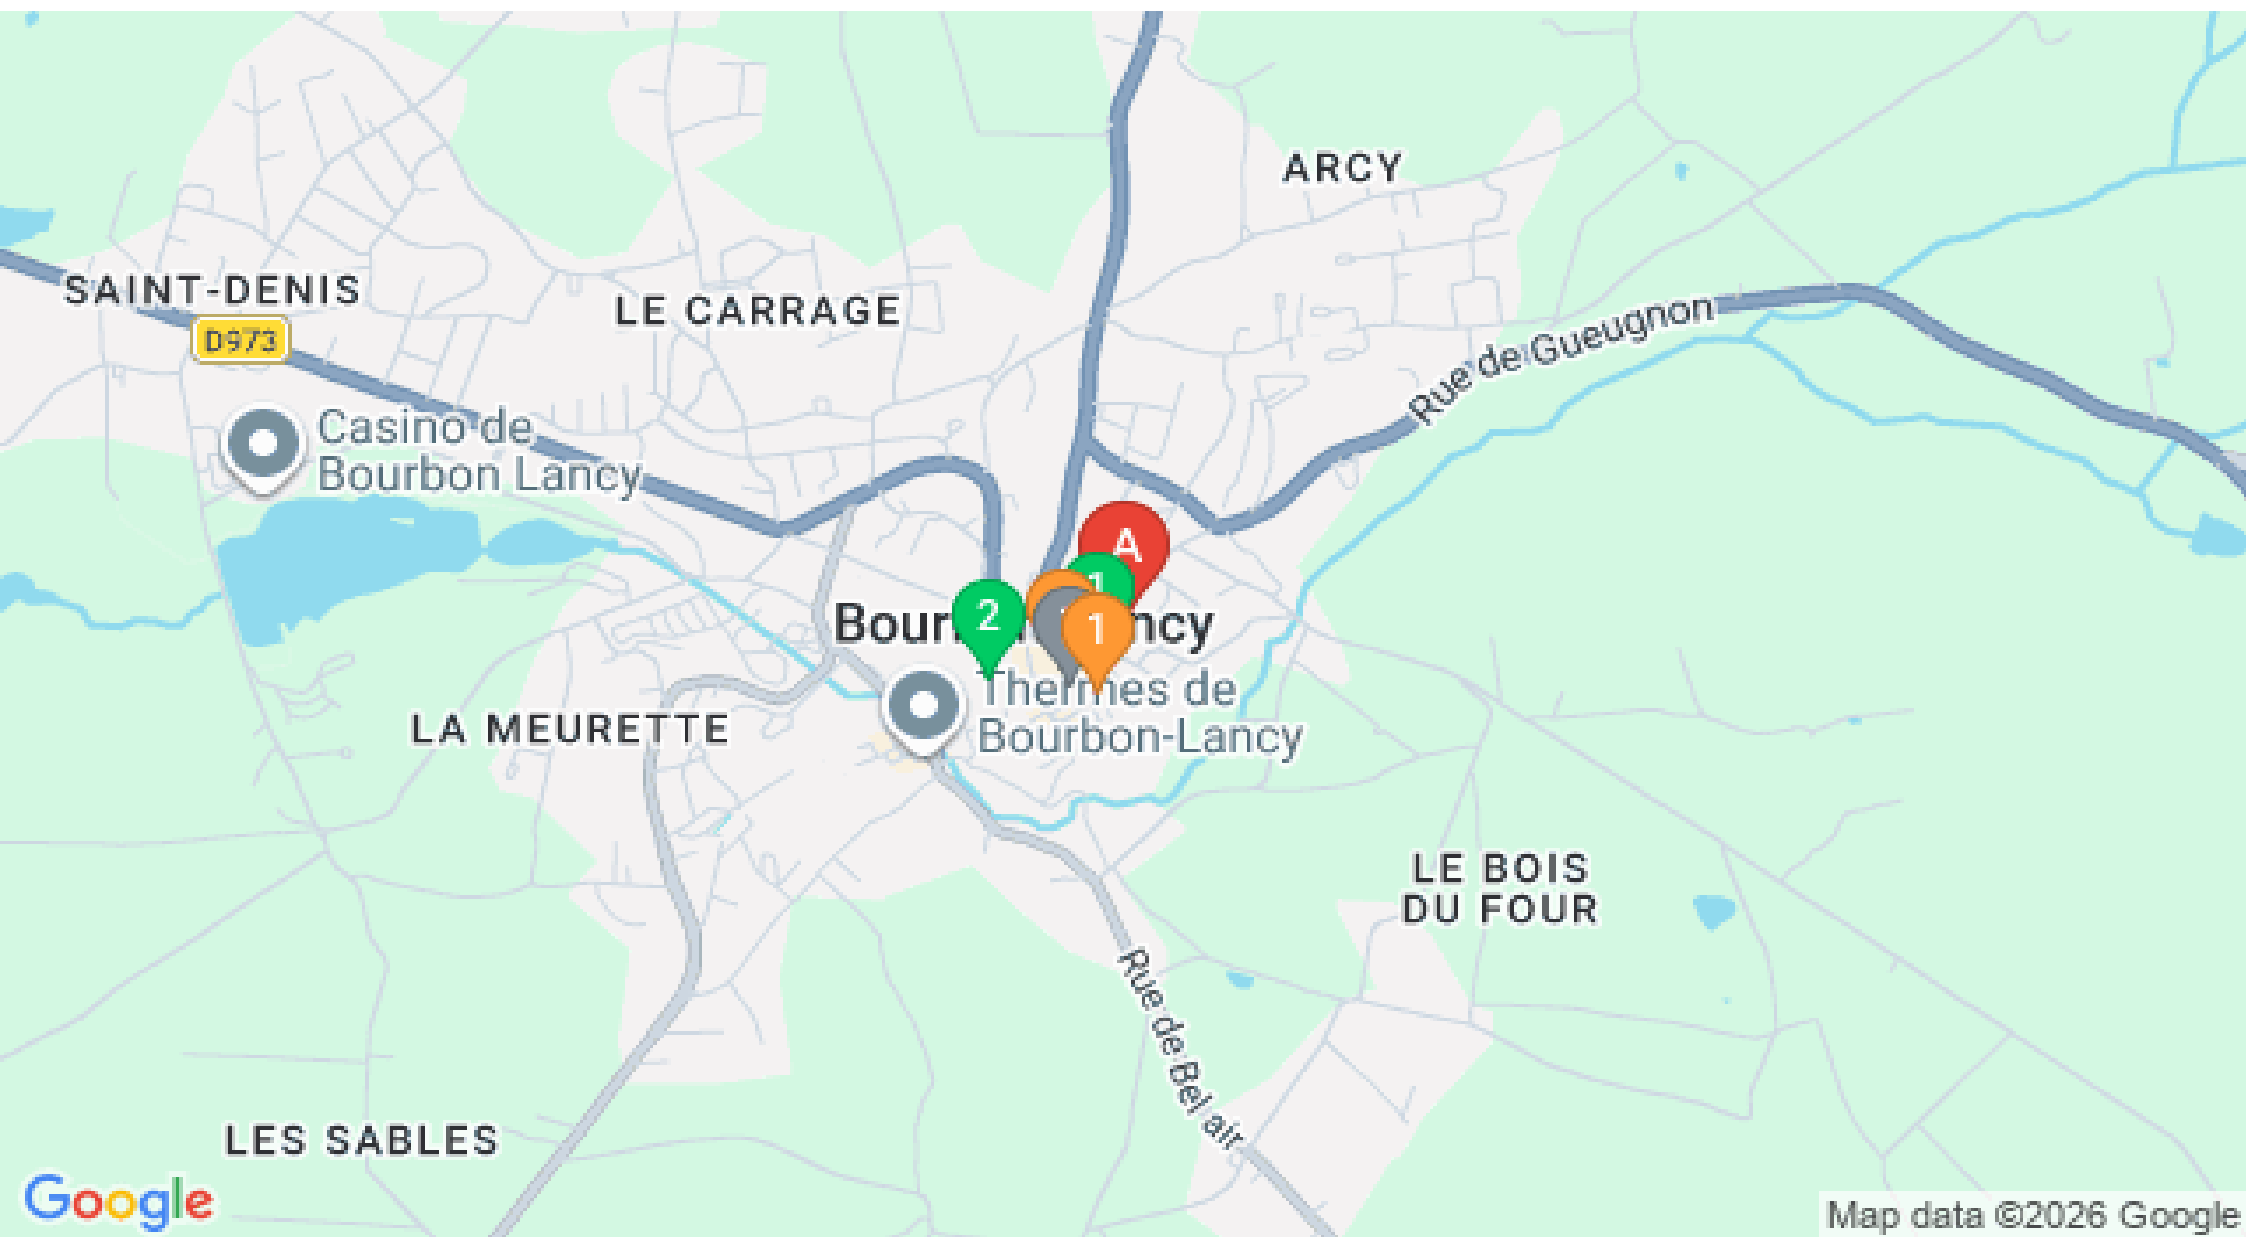 ARCY
SAINT-DENIS
LE CARRAGE
D973
Rue de Gueugnon
Casino de
Bourbon Lancy
A
1
2
1
Thermes de
Bourbon-Lancy
LA MEURETTE
LE BOIS
DU FOUR
Rue de Bel air
LES SABLES
Google
Map data ©2026 Google